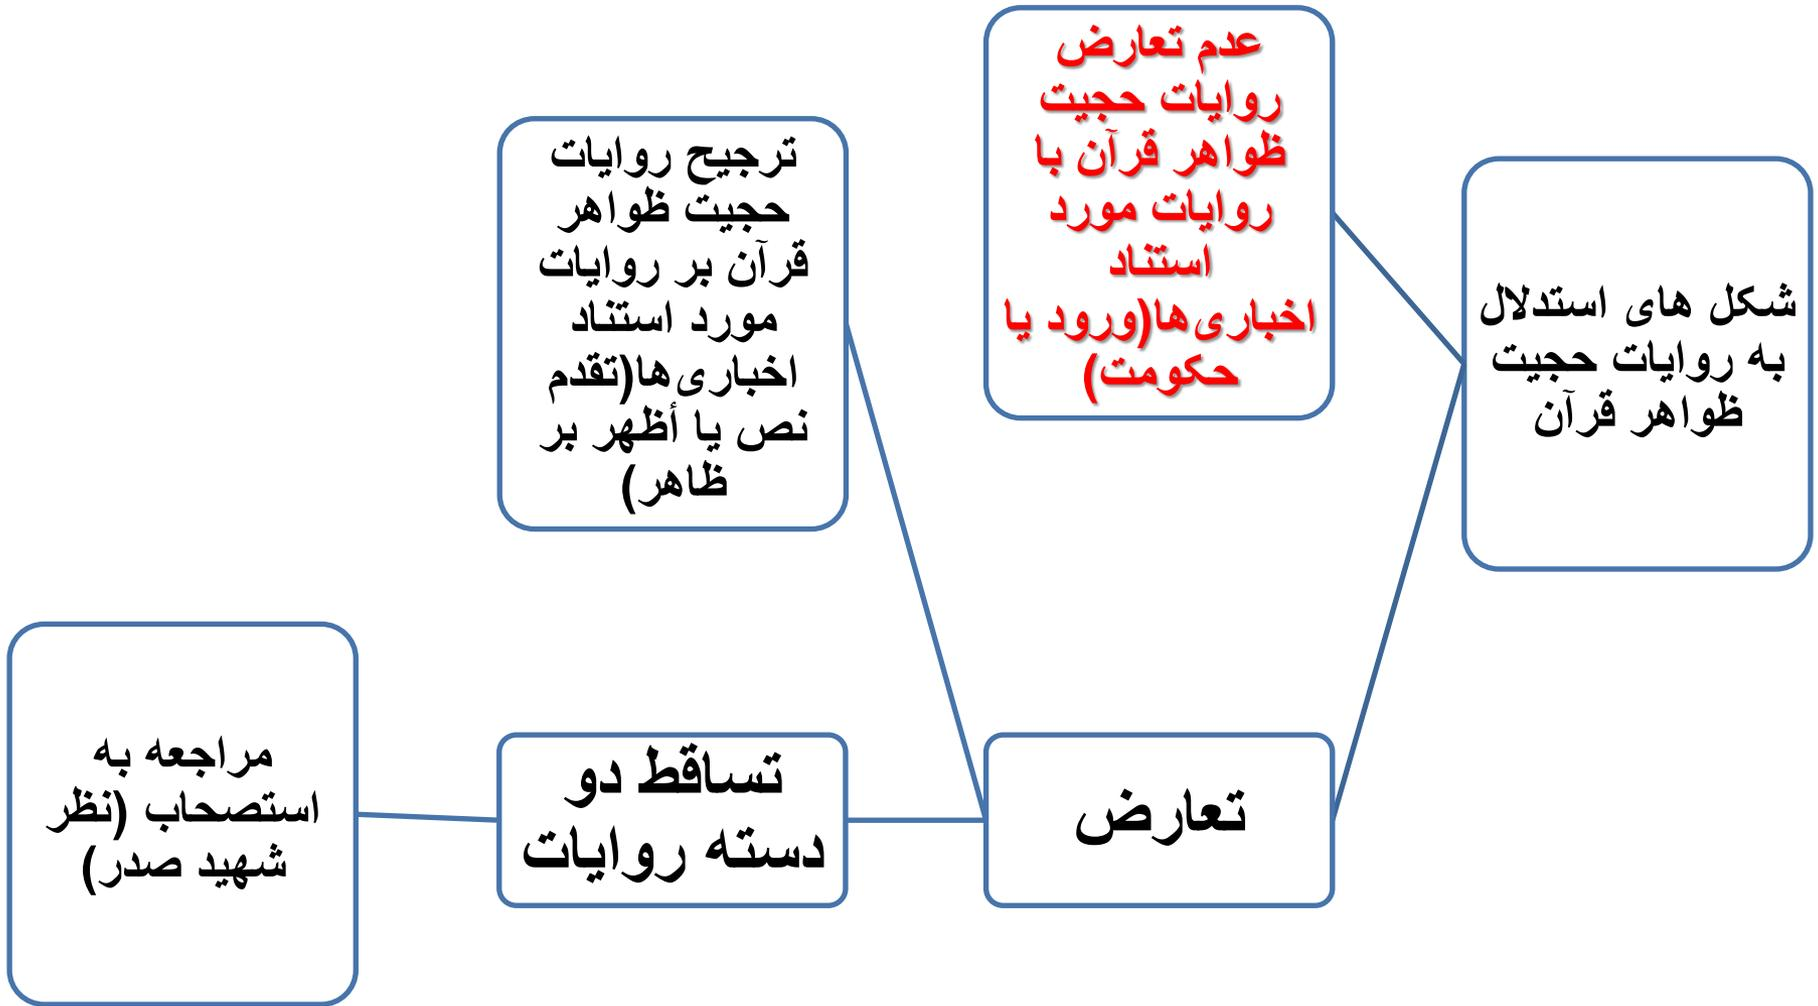 شکل های استدلال
به روایات حجیت
ظواهر قرآن
عدم تعارض
روایات حجیت
ظواهر قرآن با
روایات مورد
استناد
اخباری‌ها(ورود یا
حکومت)
تعارض
ترجیح روایات
حجیت ظواهر
قرآن بر روایات
مورد استناد
اخباری‌ها(تقدم
نص یا أظهر بر
ظاهر)
تساقط دو
دسته روایات
مراجعه به
استصحاب (نظر
شهید صدر)